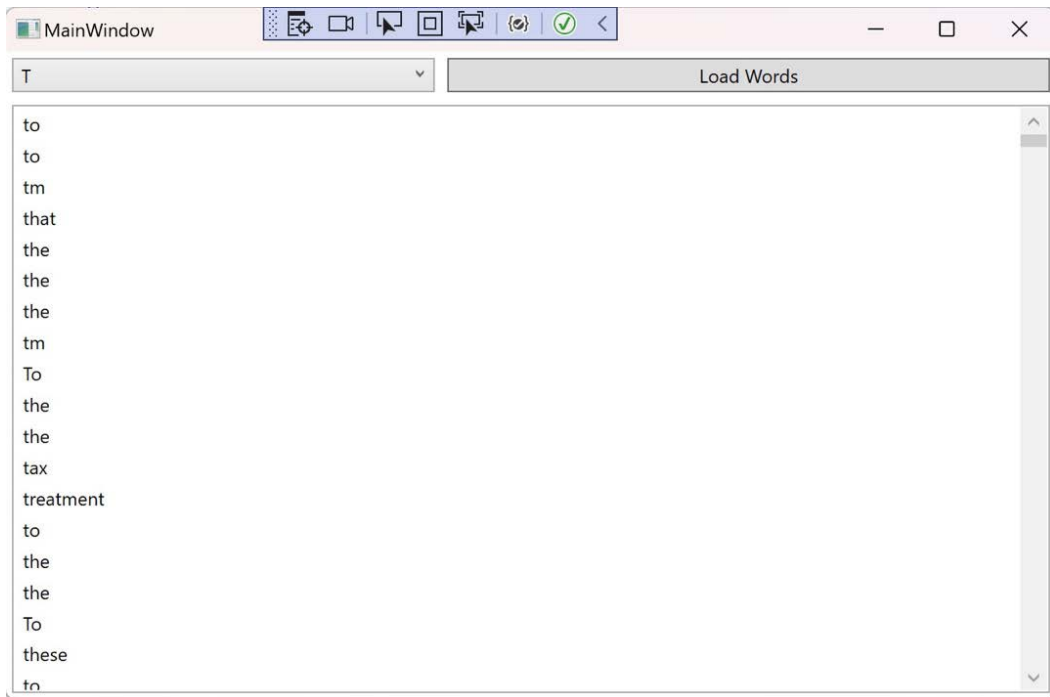 MainWindow
T
Load Words
to
to
tm
that
the
the
the
tm
To
the
the
tax
treatment
to
the
the
To
these
to